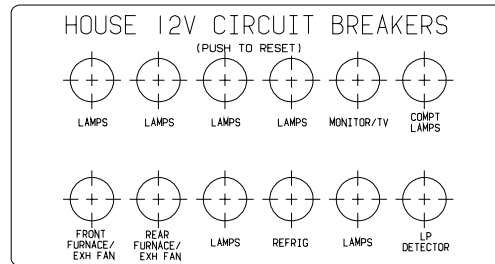 HOUSE 12V CIRCUIT BREAKERS
(PUSH TO RESET)
LAMPS LAMPS LAMPS LAMPS MONITOR/TV COMPT
LAMPS
FRONT
FURNACE/
EXH FAN
REAR
FURNACE/
EXH FAN
LAMPS REFRIG LAMPS LP
DETECTOR